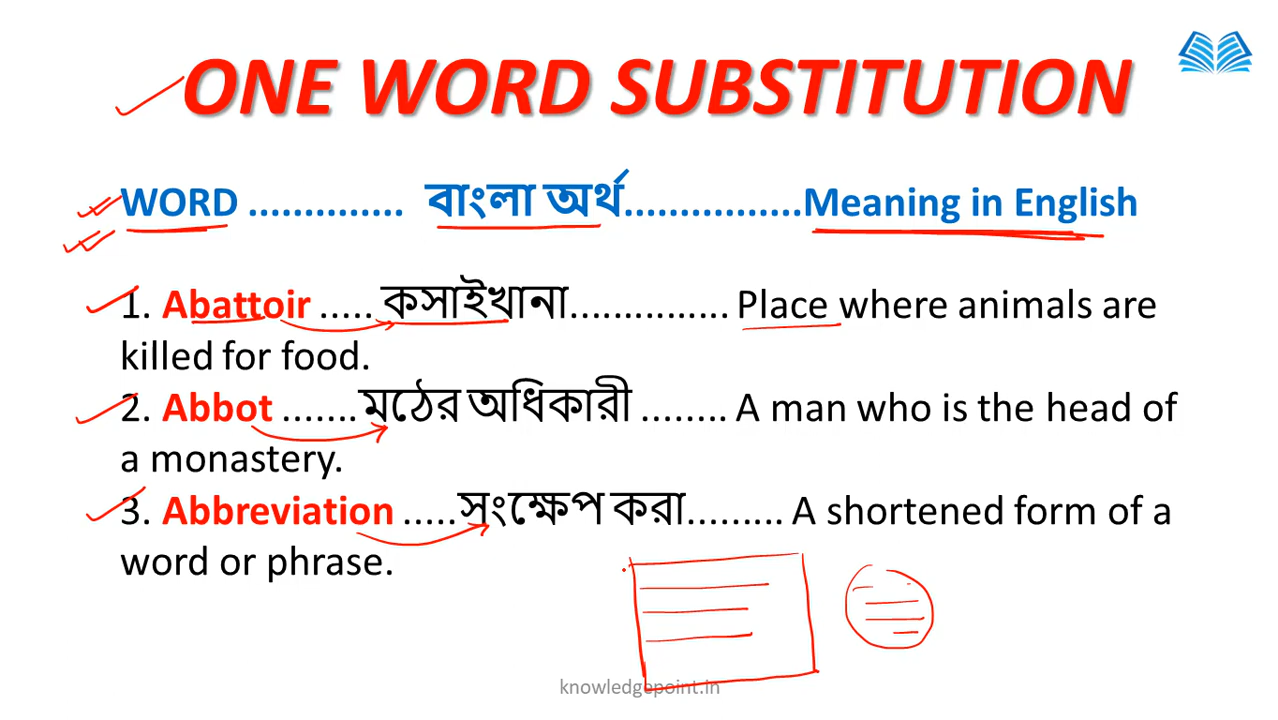 ONE WORD SUBSTITUTION
WORD .............. বাংলা অর্থ................Meaning in English
1. Abattoir ..... কসাইখানা............... Place where animals are
killed for food.
2. Abbot .......মঠের অধিকারী ........ A man who is the head of
a monastery.
3. Abbreviation .....সংক্ষেপ করা......... A shortened form of a
word or phrase.
knowledgepoint.in